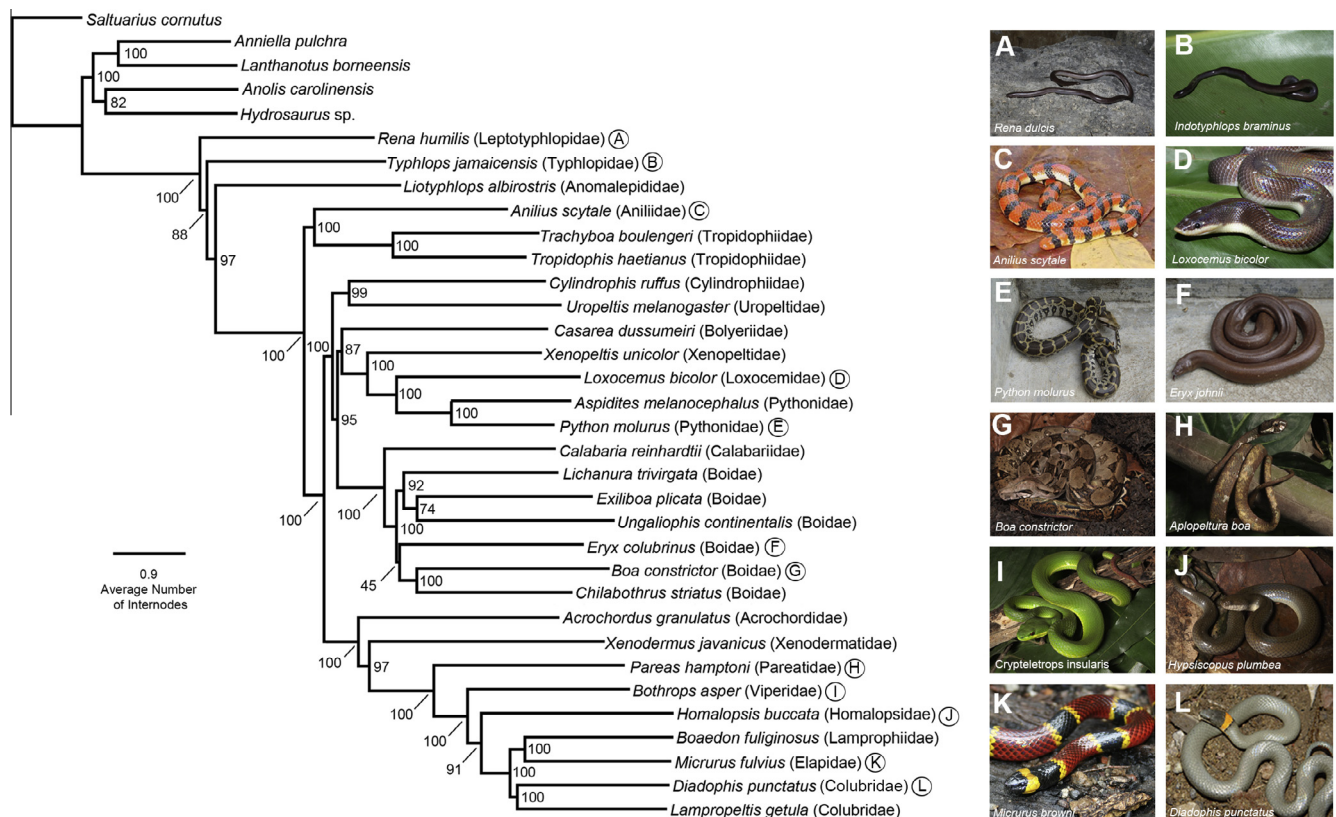 Saltuarius cornutus
Anniella pulchra
100
Lanthanotus borneensis
100
Anolis carolinensis
82
Hydrosaurus sp.
Rena humilis (Leptotyphlopidae) A
Typhlops jamaicensis (Typhlopidae) B
100
Liotyphlops albirostris (Anomalepididae)
88
Anilius scytale (Aniliidae) C
100
Trachyboa boulengeri (Tropidophiidae)
100
Tropidophis haetianus (Tropidophiidae)
97
Cylindrophis ruffus (Cylindrophiidae)
99
Uropeltis melanogaster (Uropeltidae)
Casarea dussumeiri (Bolyeriidae)
100
100
87
Xenopeltis unicolor (Xenopeltidae)
100
Loxocemus bicolor (Loxocemidae) D
100
Aspidites melanocephalus (Pythonidae)
100
95
Python molurus (Pythonidae) E
Calabaria reinhardtii (Calabariidae)
Lichanura trivirgata (Boidae)
92
Exiliboa plicata (Boidae)
74
100
100
Ungaliophis continentalis (Boidae)
100
Eryx colubrinus (Boidae) F
Boa constrictor (Boidae) G
45
100
Chilabothrus striatus (Boidae)
Acrochordus granulatus (Acrochordidae)
Xenodermus javanicus (Xenodermatidae)
100
97
Pareas hamptoni (Pareatidae) H
Bothrops asper (Viperidae) I
100
Homalopsis buccata (Homalopsidae) J
100
Boaedon fuliginosus (Lamprophiidae)
100
Micrurus fulvius (Elapidae) K
91
100
Diadophis punctatus (Colubridae) L
100
Lampropeltis getula (Colubridae)
0.9
Average Number
of Internodes
A
Rena dulcis
B
Indotyphlops braminus
C
Anilius scytale
D
Loxocemus bicolor
E
Python molurus
F
Eryx johnii
G
Boa constrictor
H
Aplopeltura boa
I
Crypteletrops insularis
J
Hypsiscopus plumbea
K
Micrurus browni
L
Diadophis punctatus